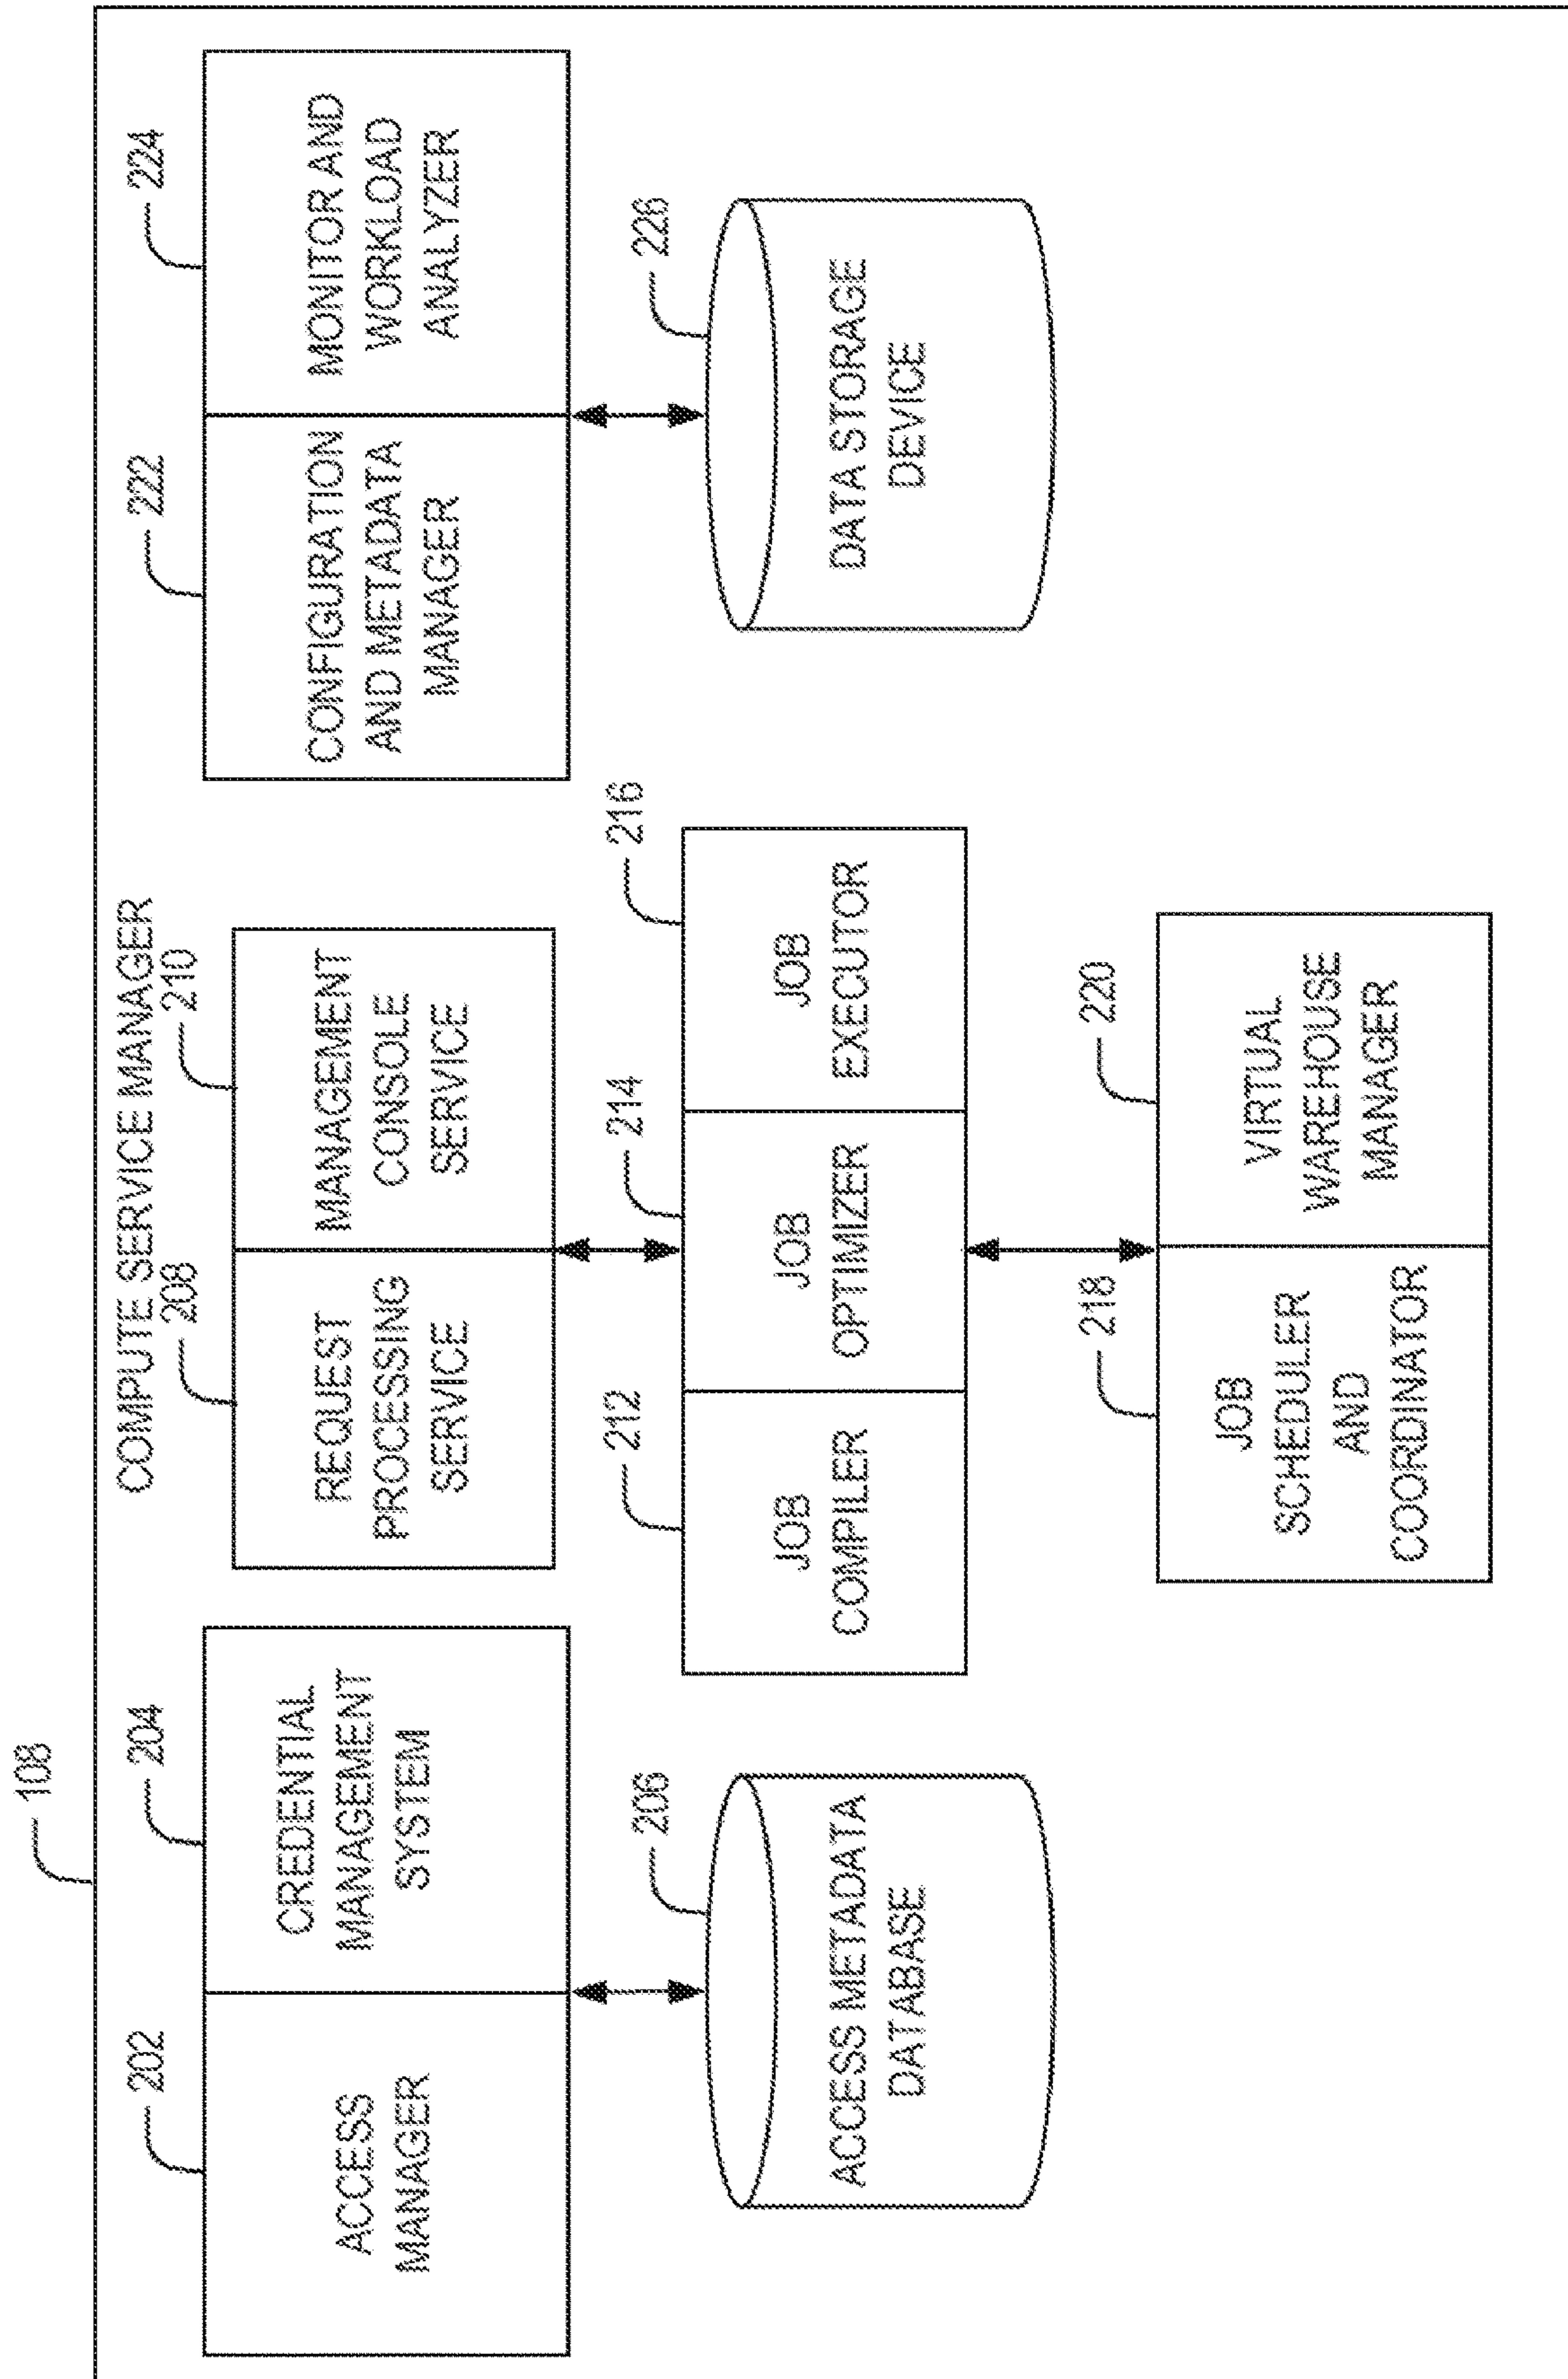 108
COMPUTE SERVICE MANAGER
202
ACCESS
MANAGER
204
CREDENTIAL
MANAGEMENT
SYSTEM
206
ACCESS METADATA
DATABASE
208
REQUEST
PROCESSING
SERVICE
210
MANAGEMENT
CONSOLE
SERVICE
212
JOB
COMPILER
214
JOB
OPTIMIZER
216
JOB
EXECUTOR
218
JOB
SCHEDULER
AND
COORDINATOR
220
VIRTUAL
WAREHOUSE
MANAGER
222
CONFIGURATION
AND METADATA
MANAGER
224
MONITOR AND
WORKLOAD
ANALYZER
226
DATA STORAGE
DEVICE